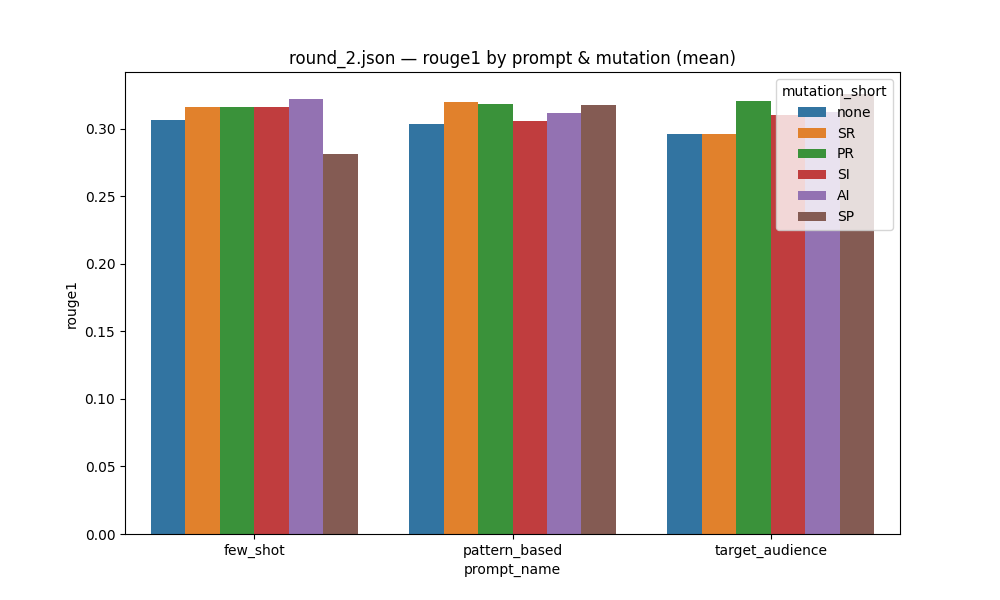 round_2.json — rouge1 by prompt & mutation (mean)
mutation_short
none
SR
PR
SI
AI
SP
rouge1
0.30
0.25
0.20
0.15
0.10
0.05
0.00
few_shot
pattern_based
target_audience
prompt_name